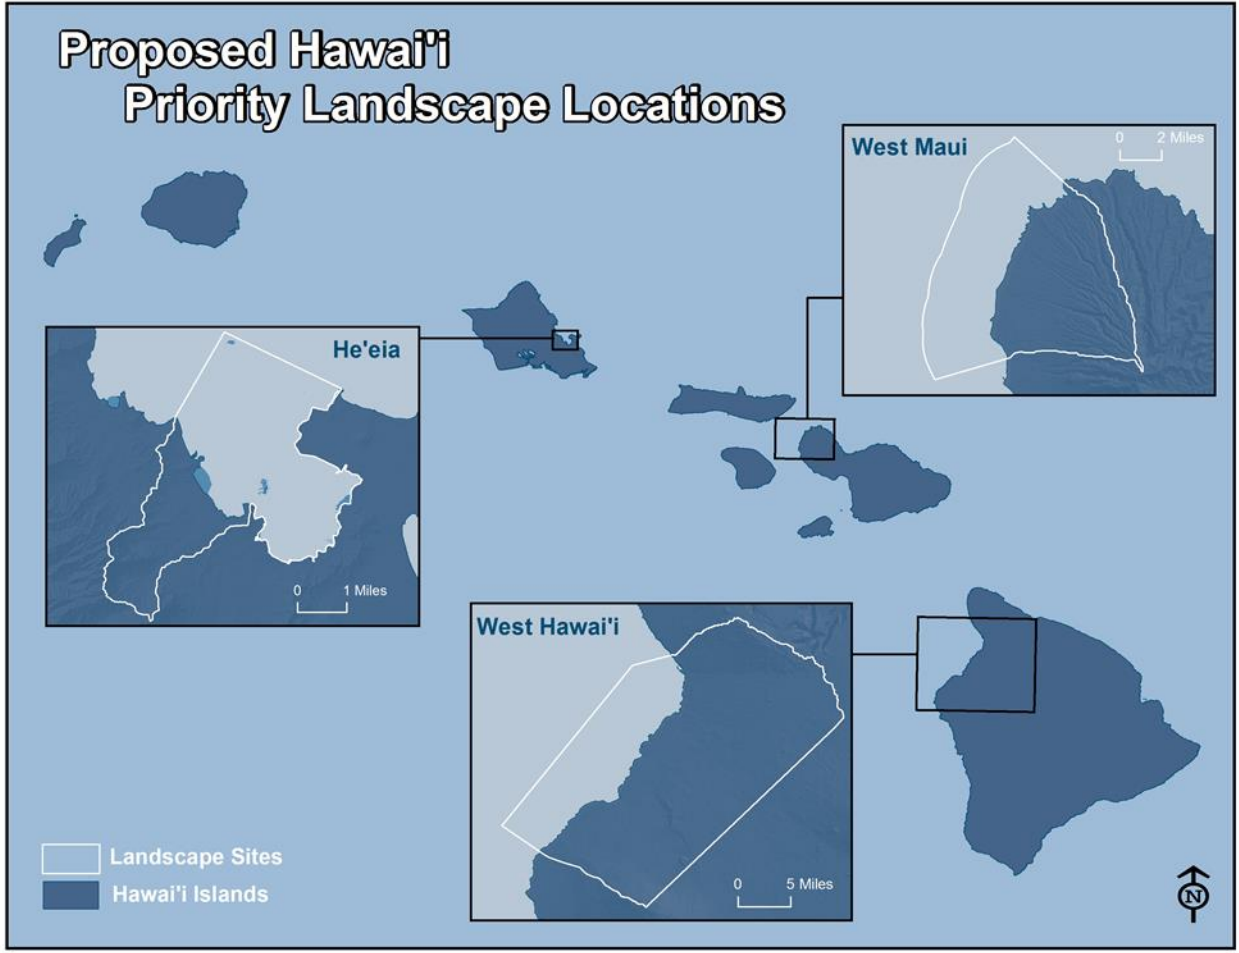 Proposed Hawai'i
Priority Landscape Locations
West Maui
0 2 Miles
He'eia
0 1 Miles
West Hawai'i
0 5 Miles
Landscape Sites
Hawai'i Islands
N